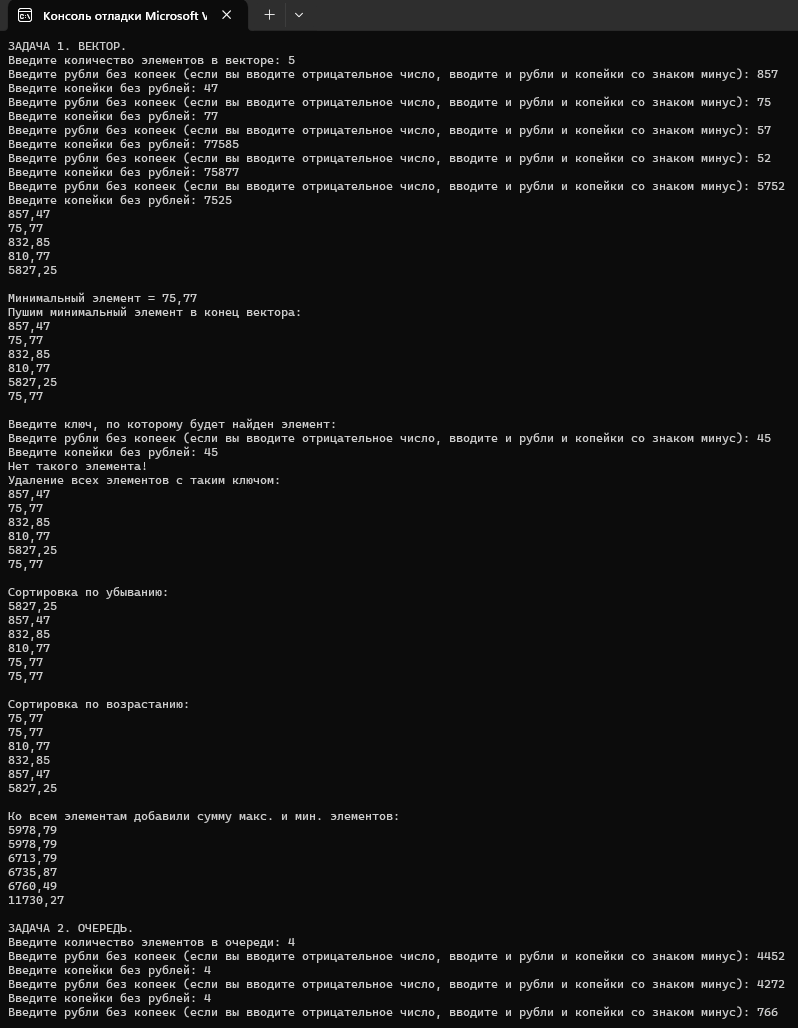 Консоль отладки Microsoft V
ЗАДАЧА 1. ВЕКТОР.
Введите количество элементов в векторе: 5
Введите рубли без копеек (если вы вводите отрицательное число, вводите и рубли и копейки со знаком минус): 857
Введите копейки без рублей: 47
Введите рубли без копеек (если вы вводите отрицательное число, вводите и рубли и копейки со знаком минус): 75
Введите копейки без рублей: 77
Введите рубли без копеек (если вы вводите отрицательное число, вводите и рубли и копейки со знаком минус): 57
Введите копейки без рублей: 77585
Введите рубли без копеек (если вы вводите отрицательное число, вводите и рубли и копейки со знаком минус): 52
Введите копейки без рублей: 75877
Введите рубли без копеек (если вы вводите отрицательное число, вводите и рубли и копейки со знаком минус): 5752
Введите копейки без рублей: 7525
857,47
75,77
832,85
810,77
5827,25
Минимальный элемент = 75,77
Пушим минимальный элемент в конец вектора:
857,47
75,77
832,85
810,77
5827,25
75,77
Введите ключ, по которому будет найден элемент:
Введите рубли без копеек (если вы вводите отрицательное число, вводите и рубли и копейки со знаком минус): 45
Введите копейки без рублей: 45
Нет такого элемента!
Удаление всех элементов с таким ключом:
857,47
75,77
832,85
810,77
5827,25
75,77
Сортировка по убыванию:
5827,25
857,47
832,85
810,77
75,77
75,77
Сортировка по возрастанию:
75,77
75,77
810,77
832,85
857,47
5827,25
Ко всем элементам добавили сумму макс. и мин. элементов:
5978,79
5978,79
6713,79
6735,87
6760,49
11730,27
ЗАДАЧА 2. ОЧЕРЕДЬ.
Введите количество элементов в очереди: 4
Введите рубли без копеек (если вы вводите отрицательное число, вводите и рубли и копейки со знаком минус): 4452
Введите копейки без рублей: 4
Введите рубли без копеек (если вы вводите отрицательное число, вводите и рубли и копейки со знаком минус): 4272
Введите копейки без рублей: 4
Введите рубли без копеек (если вы вводите отрицательное число, вводите и рубли и копейки со знаком минус): 766